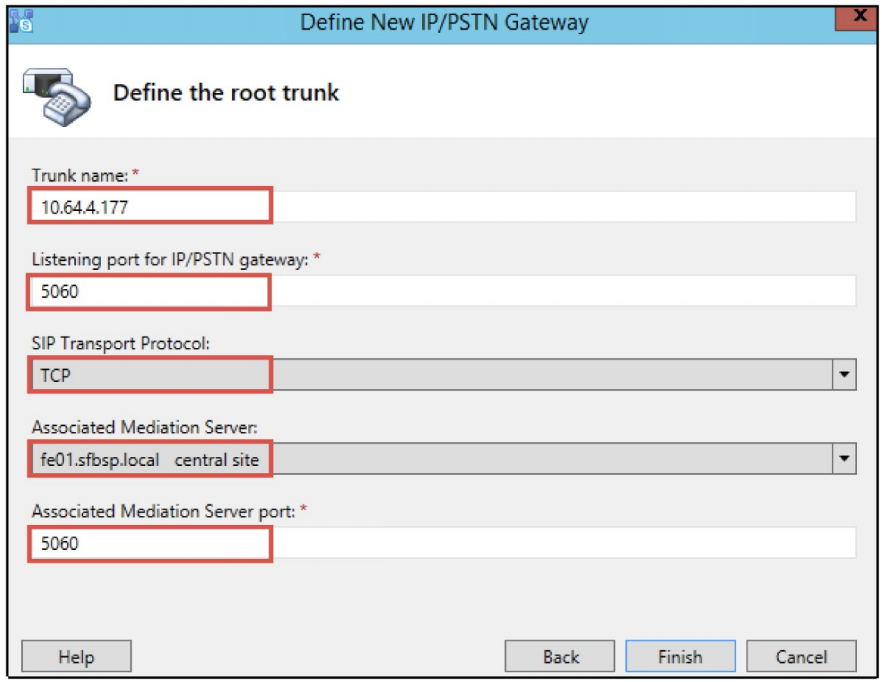 Define New IP/PSTN Gateway
X
S
Define the root trunk
Trunk name: *
10.64.4.177
Listening port for IP/PSTN gateway: *
5060
SIP Transport Protocol:
TCP
Associated Mediation Server:
fe01.sfbsp.local central site
Associated Mediation Server port: *
5060
Help Back Finish Cancel